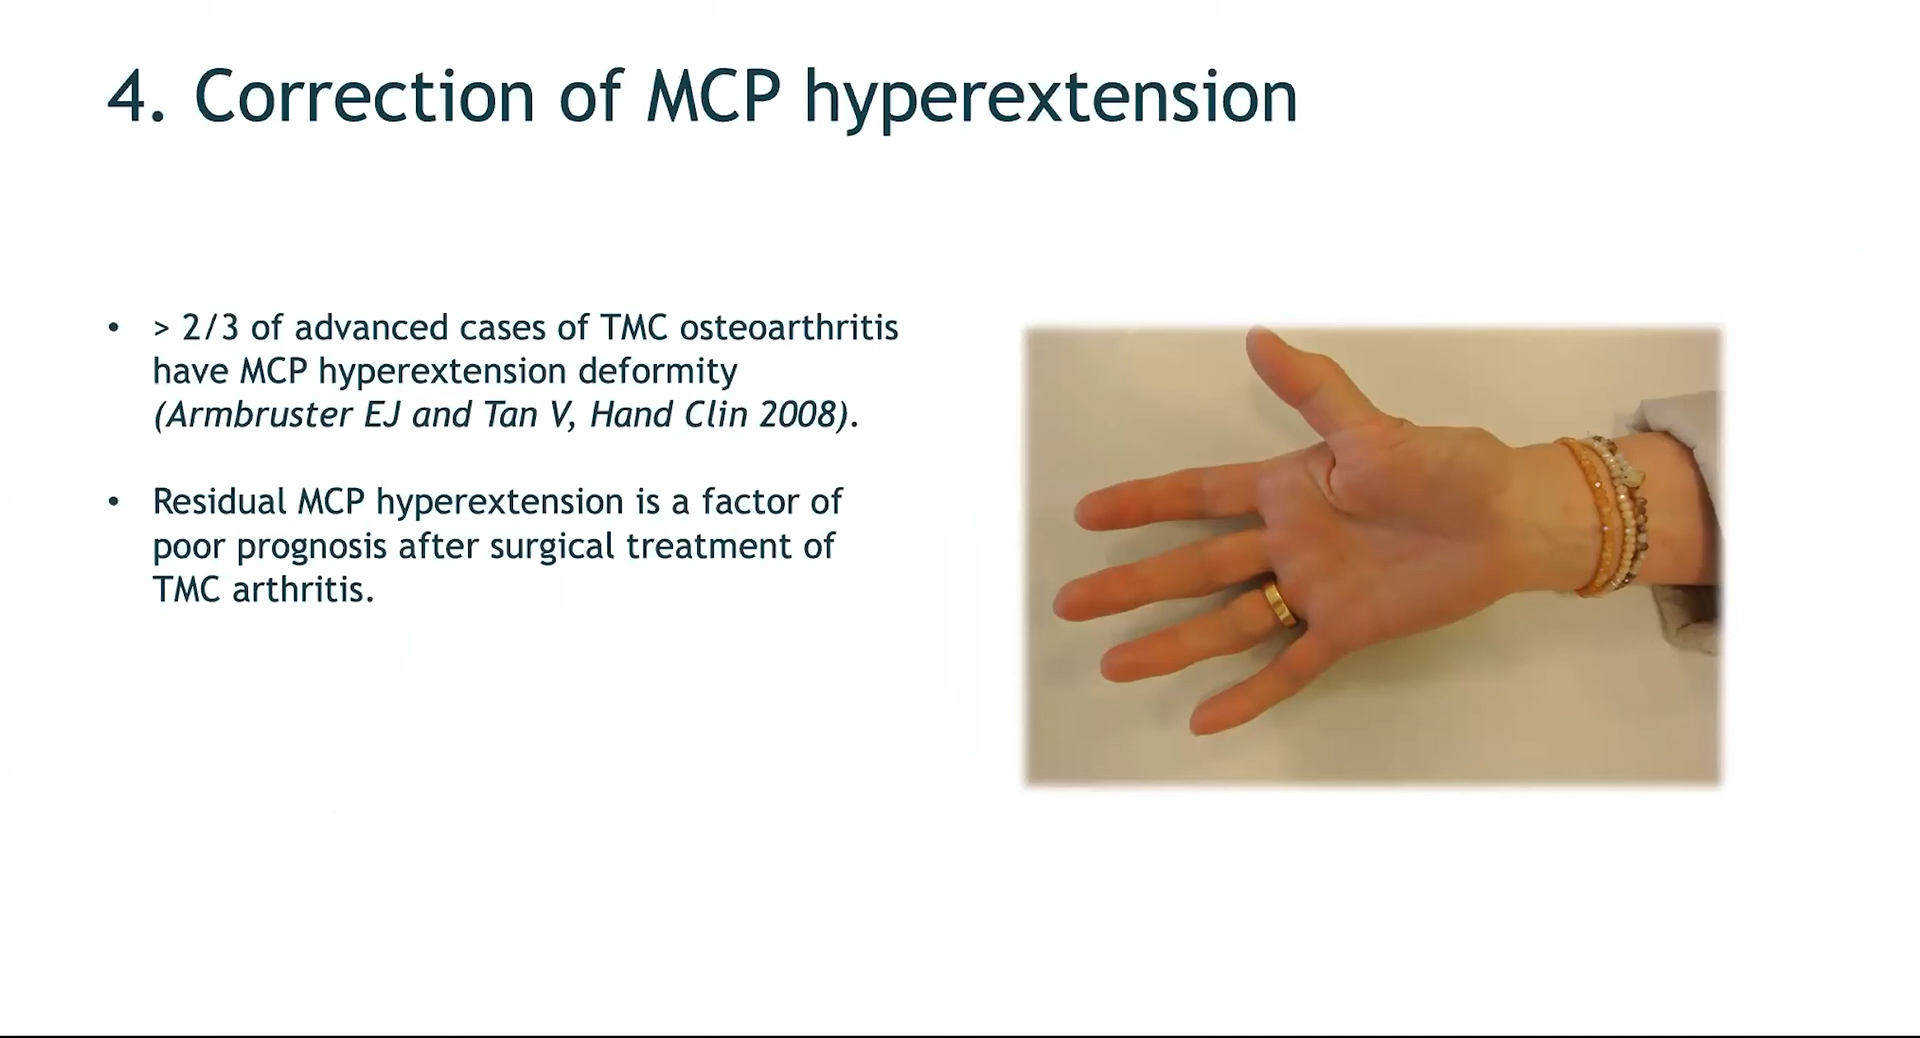 4. Correction of MCP hyperextension
• > 2/3 of advanced cases of TMC osteoarthritis
have MCP hyperextension deformity
(Armbruster EJ and Tan V, Hand Clin 2008).
• Residual MCP hyperextension is a factor of
poor prognosis after surgical treatment of
TMC arthritis.